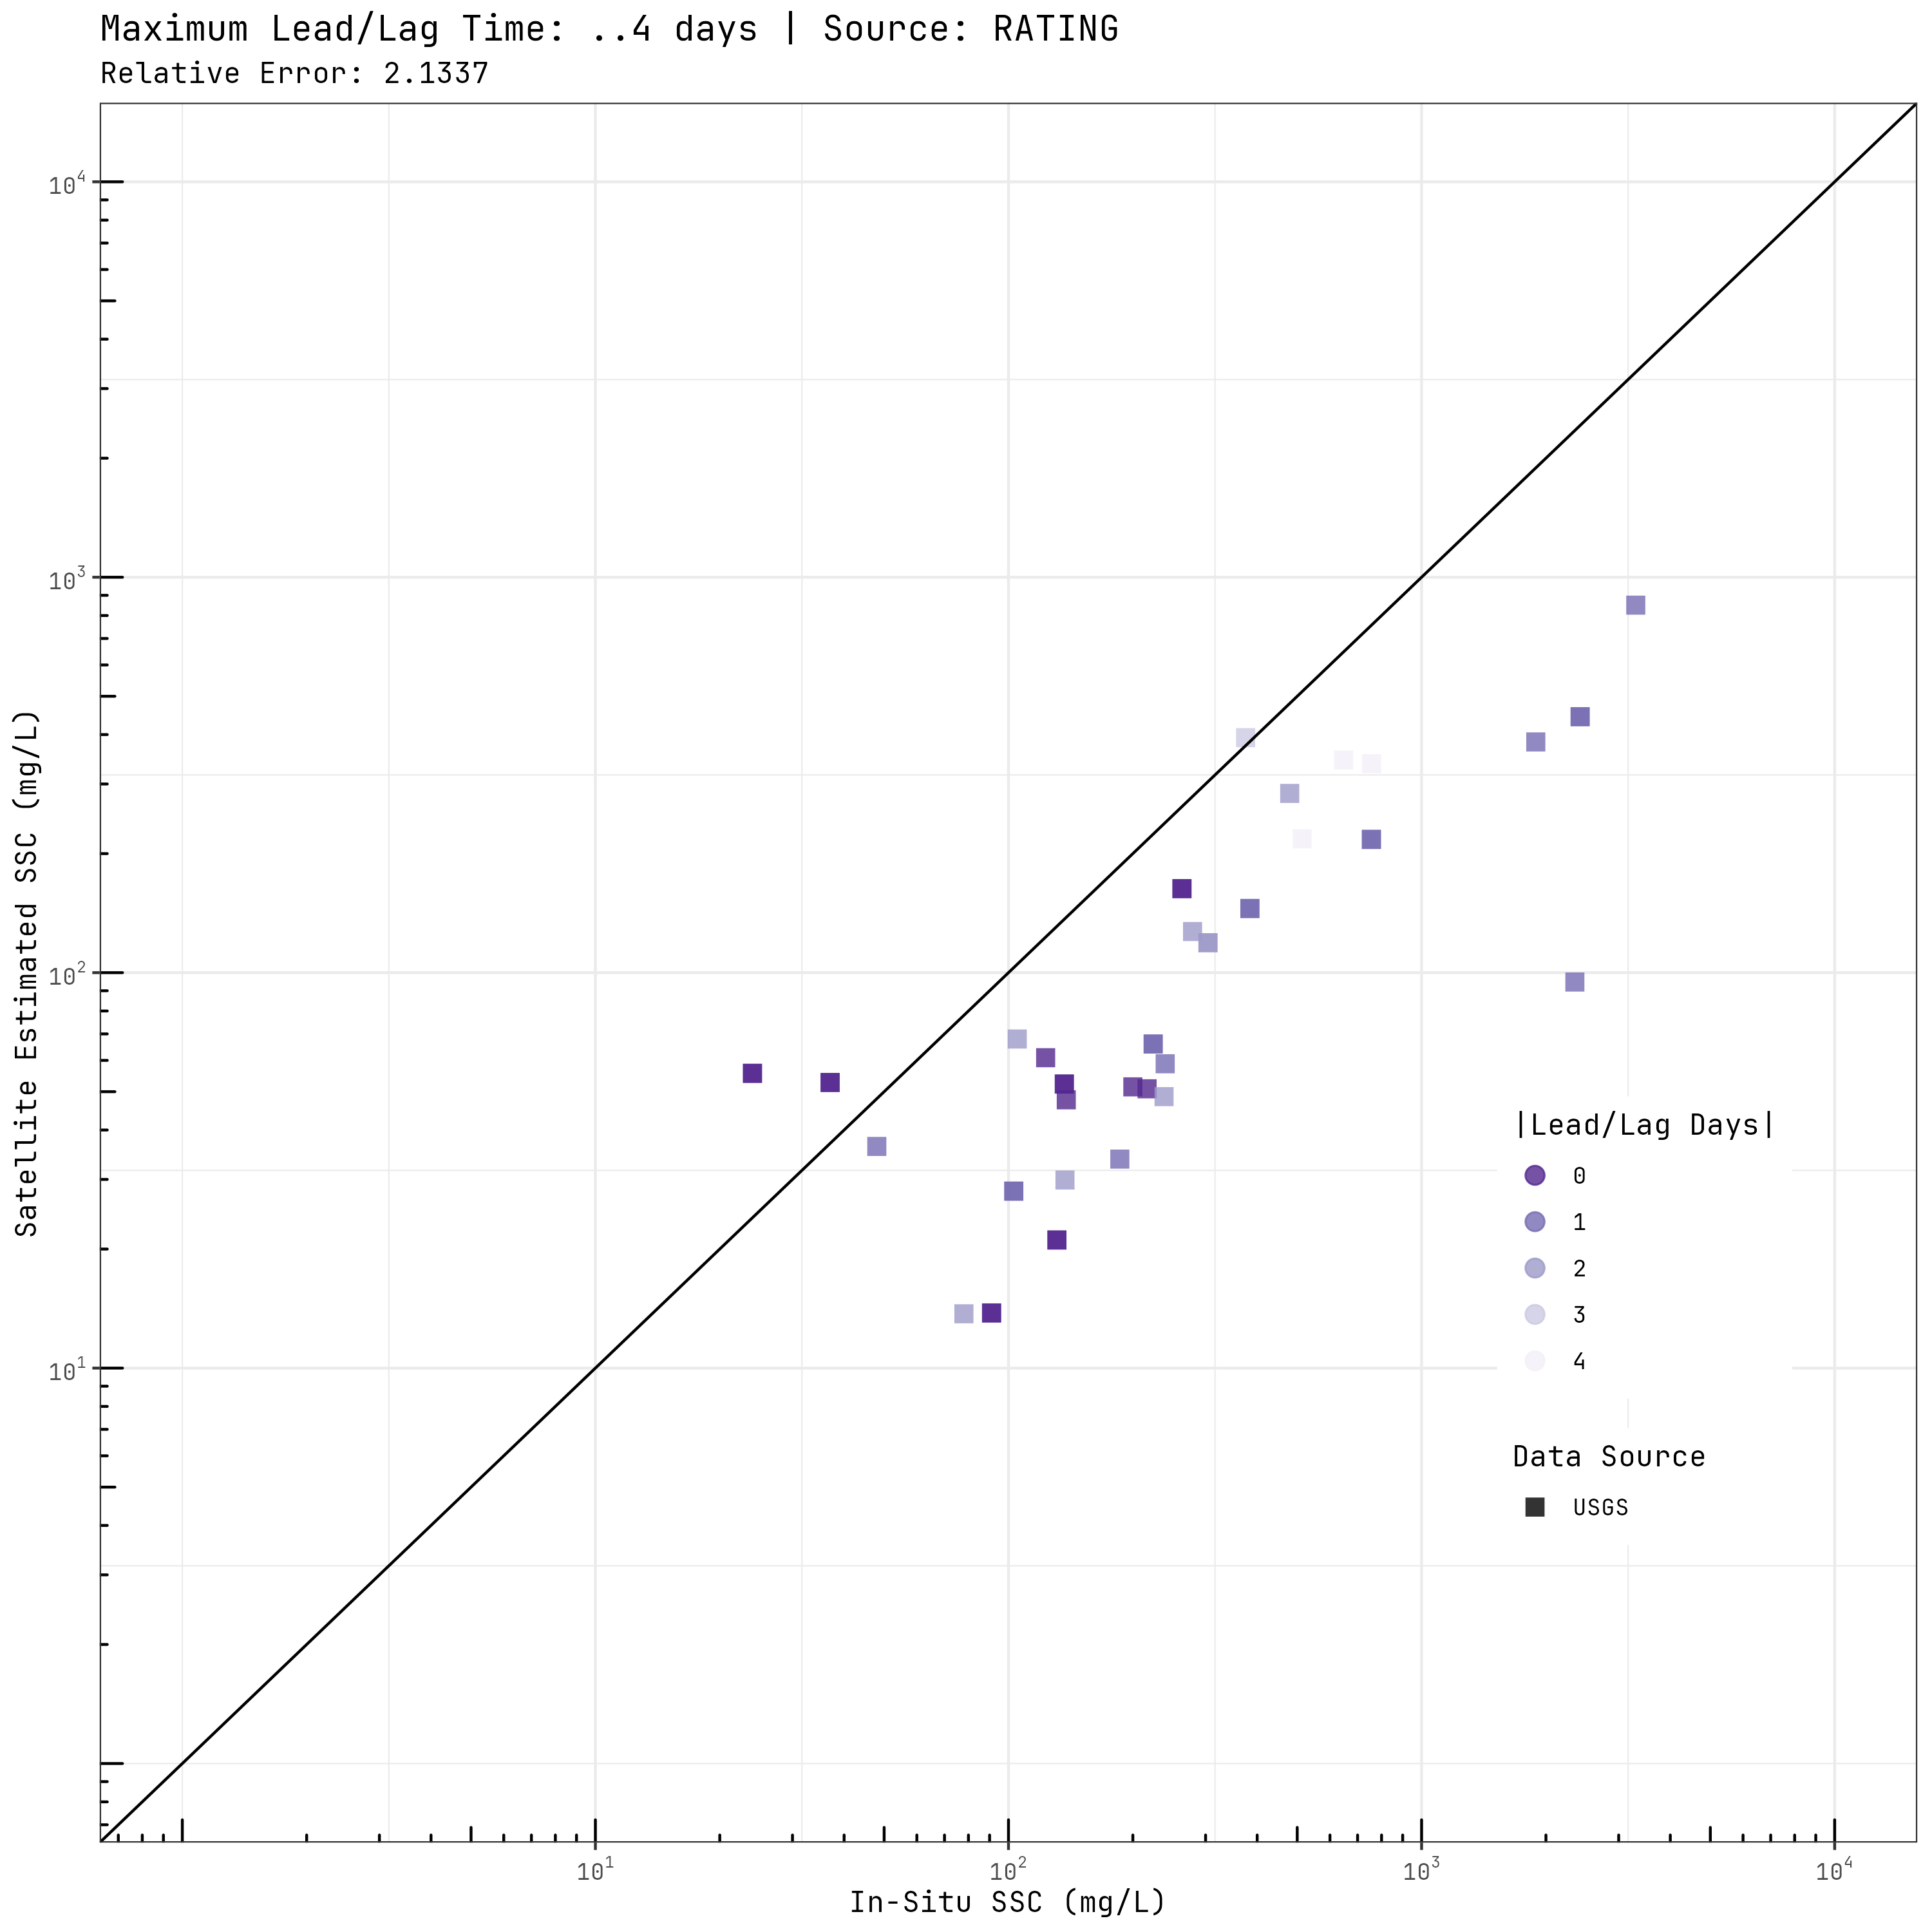 Maximum Lead/Lag Time: ..4 days | Source: RATING
Relative Error: 2.1337
Satellite Estimated SSC (mg/L)
10⁴
10³
10²
10¹
|Lead/Lag Days|
0
1
2
3
4
Data Source
USGS
10¹ 10² 10³ 10⁴
In-Situ SSC (mg/L)